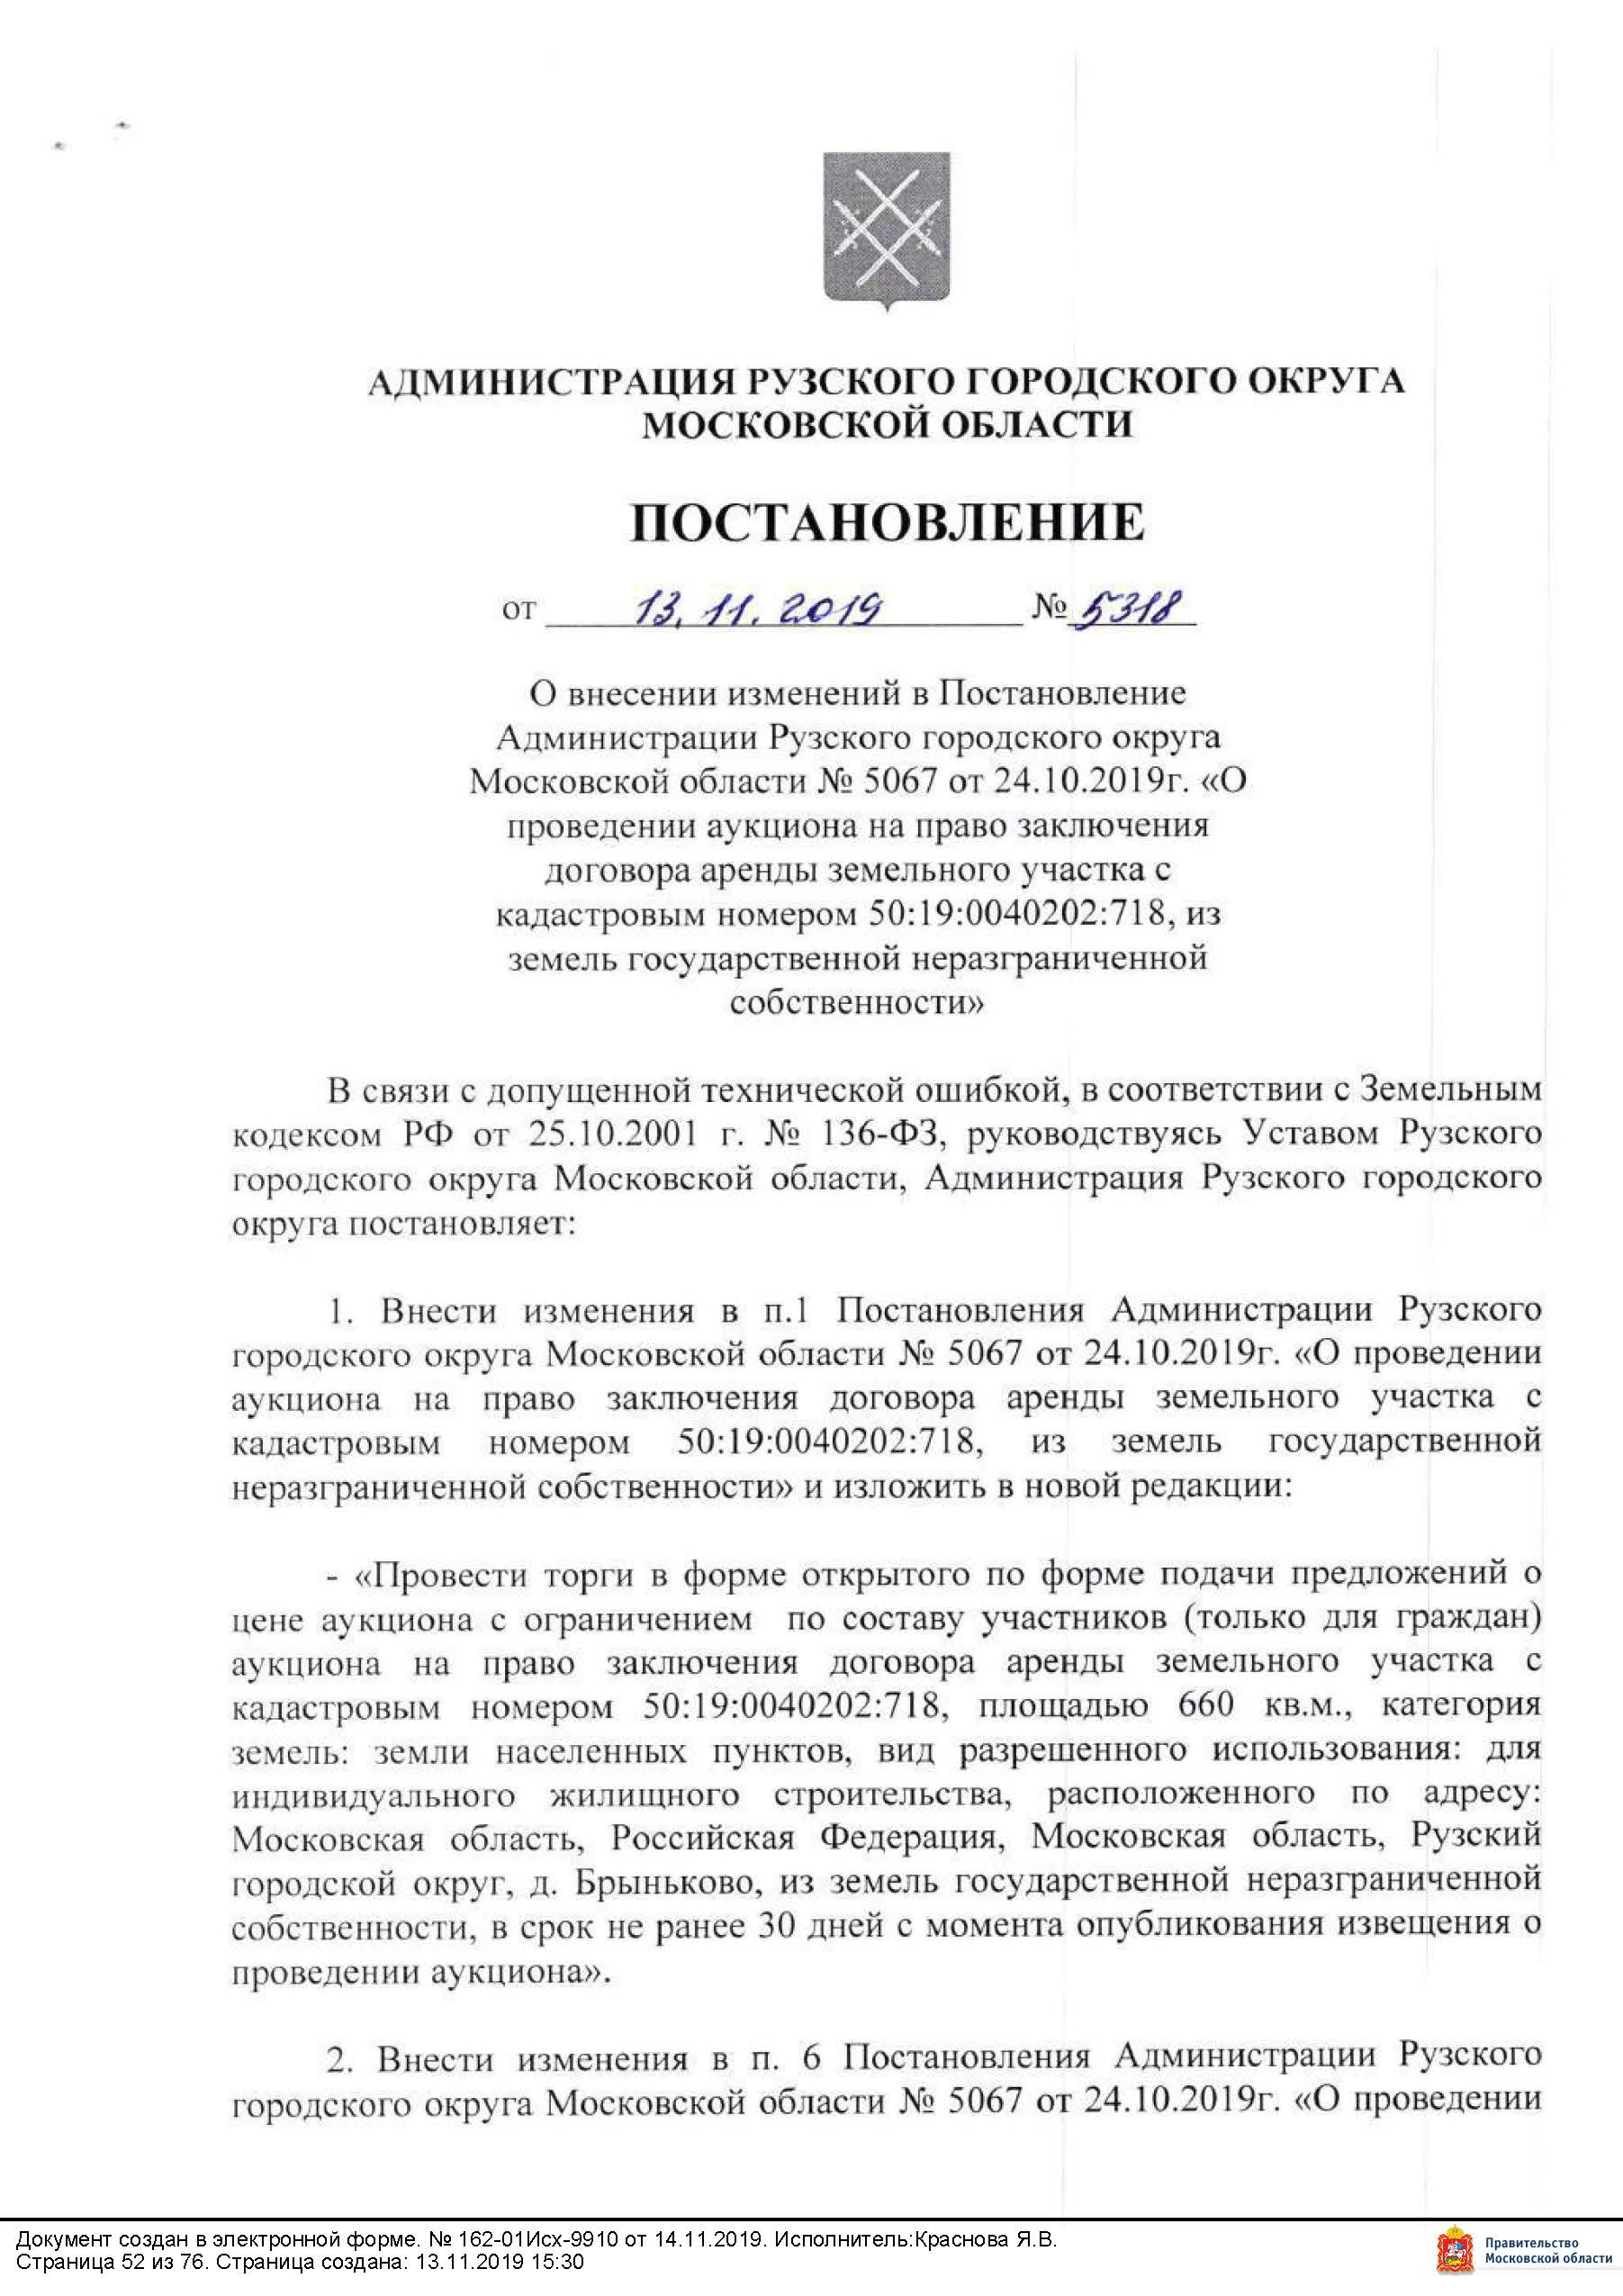 АДМИНИСТРАЦИЯ РУЗСКОГО ГОРОДСКОГО ОКРУГА
МОСКОВСКОЙ ОБЛАСТИ
ПОСТАНОВЛЕНИЕ
от 13.11.2019 № 5318
О внесении изменений в Постановление
Администрации Рузского городского округа
Московской области № 5067 от 24.10.2019г. «О
проведении аукциона на право заключения
договора аренды земельного участка с
кадастровым номером 50:19:0040202:718, из
земель государственной неразграниченной
собственности»
В связи с допущенной технической ошибкой, в соответствии с Земельным
кодексом РФ от 25.10.2001 г. № 136-ФЗ, руководствуясь Уставом Рузского
городского округа Московской области, Администрация Рузского городского
округа постановляет:
1. Внести изменения в п.1 Постановления Администрации Рузского
городского округа Московской области № 5067 от 24.10.2019г. «О проведении
аукциона на право заключения договора аренды земельного участка с
кадастровым номером 50:19:0040202:718, из земель государственной
неразграниченной собственности» и изложить в новой редакции:
- «Провести торги в форме открытого по форме подачи предложений о
цене аукциона с ограничением по составу участников (только для граждан)
аукциона на право заключения договора аренды земельного участка с
кадастровым номером 50:19:0040202:718, площадью 660 кв.м., категория
земель: земли населенных пунктов, вид разрешенного использования: для
индивидуального жилищного строительства, расположенного по адресу:
Московская область, Российская Федерация, Московская область, Рузский
городской округ, д. Брыньково, из земель государственной неразграниченной
собственности, в срок не ранее 30 дней с момента опубликования извещения о
проведении аукциона».
2. Внести изменения в п. 6 Постановления Администрации Рузского
городского округа Московской области № 5067 от 24.10.2019г. «О проведении
Документ создан в электронной форме. № 162-01Исх-9910 от 14.11.2019. Исполнитель:Краснова Я.В.
Страница 52 из 76. Страница создана: 13.11.2019 15:30
Правительство
Московской области